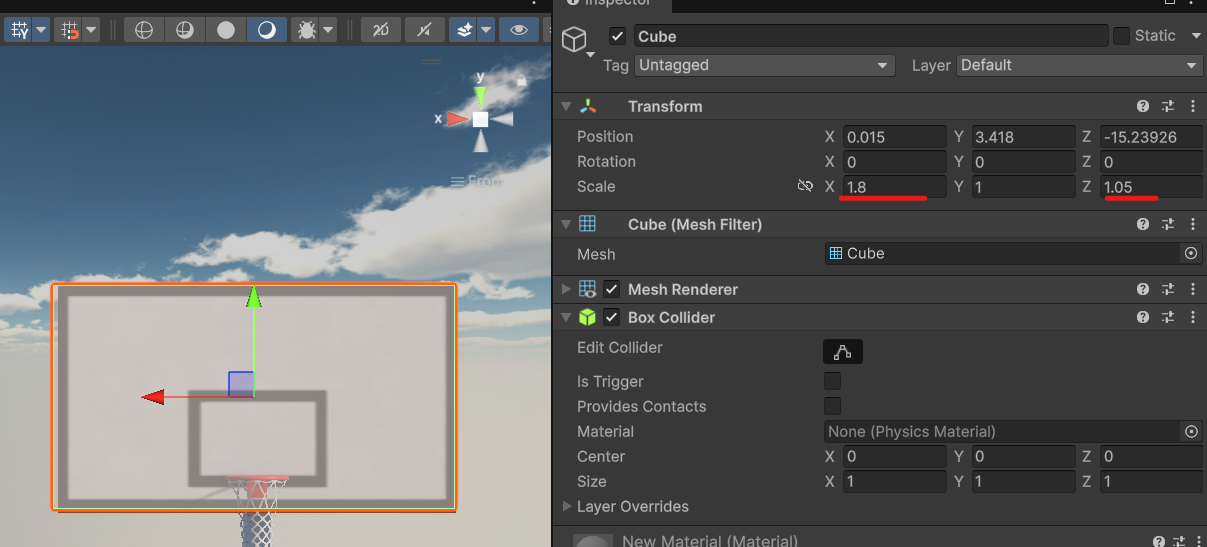 Inspector
Cube
Static
Tag Untagged Layer Default
Transform
Position X 0.015 Y 3.418 Z -15.23926
Rotation X 0 Y 0 Z 0
Scale X 1.8 Y 1 Z 1.05
Cube (Mesh Filter)
Mesh Cube
Mesh Renderer
Box Collider
Edit Collider
Is Trigger
Provides Contacts
Material None (Physics Material)
Center X 0 Y 0 Z 0
Size X 1 Y 1 Z 1
Layer Overrides
New Material (Material)
2D
y
x
Front